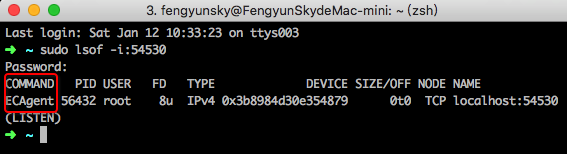 3. fengyunsky@FengyunSkydeMac-mini: ~ (zsh)
Last login: Sat Jan 12 10:33:23 on ttys003
➜ ~ sudo lsof -i:54530
Password:
COMMAND PID USER FD TYPE DEVICE SIZE/OFF NODE NAME
ECAgent 56432 root 8u IPv4 0x3b8984d30e354879 0t0 TCP localhost:54530
(LISTEN)
➜ ~